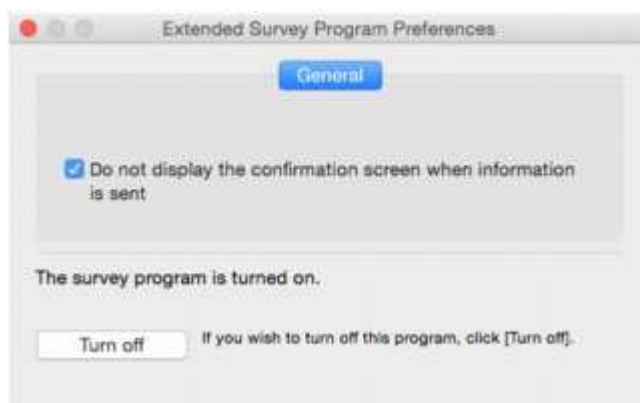 Extended Survey Program Preferences
General
Do not display the confirmation screen when information
is sent
The survey program is turned on.
Turn off
If you wish to turn off this program, click [Turn off].